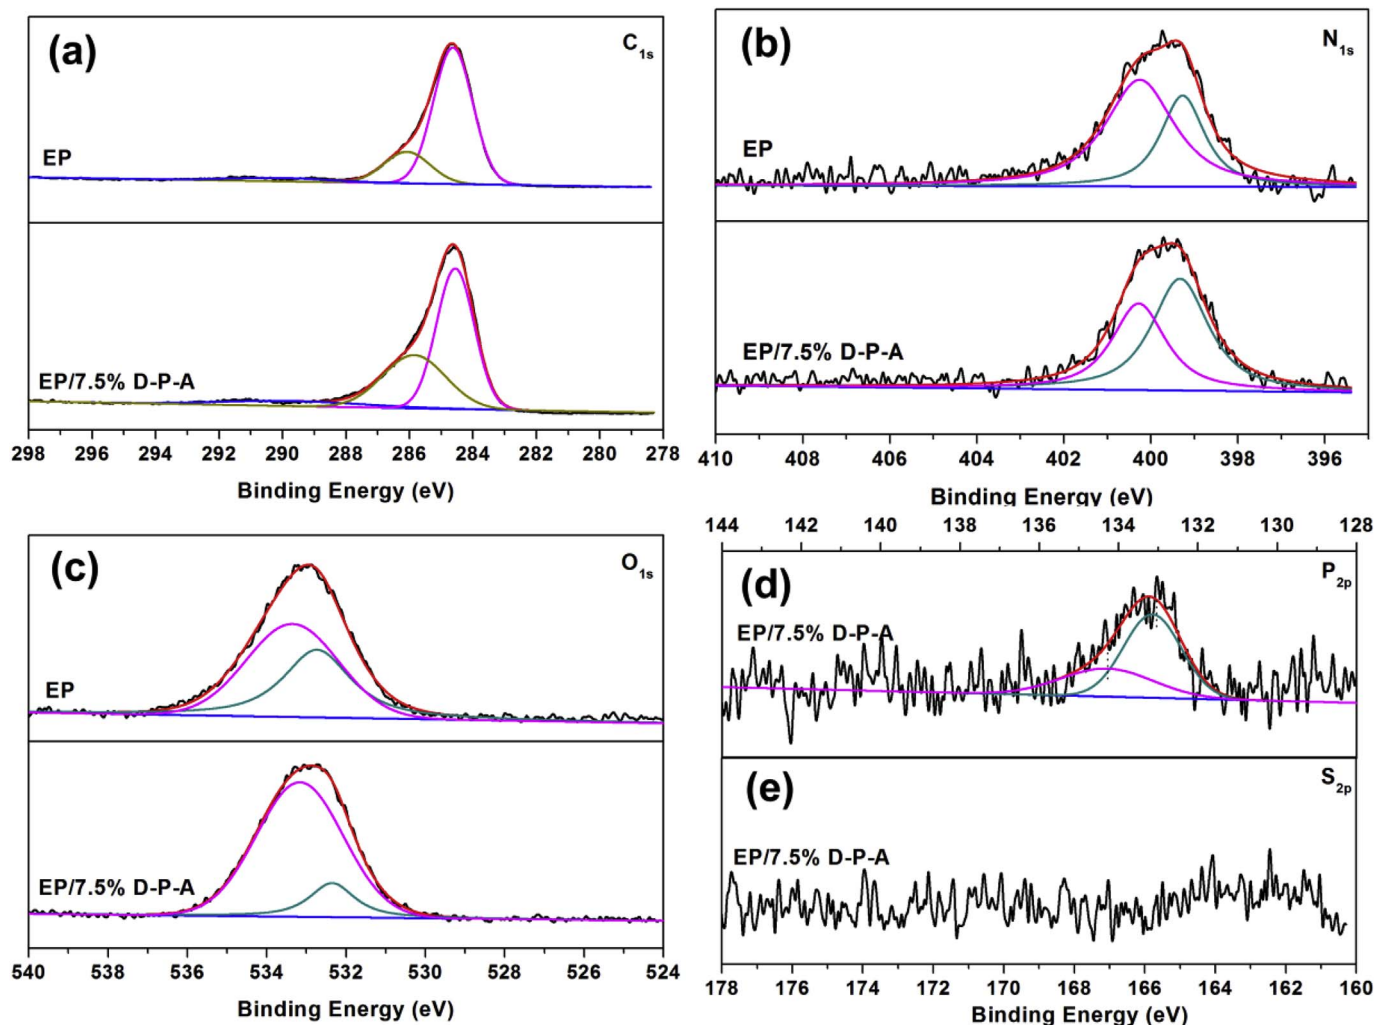 (a)
C1s
EP
EP/7.5% D-P-A
298 296 294 292 290 288 286 284 282 280 278
Binding Energy (eV)
(b)
N1s
EP
EP/7.5% D-P-A
410 408 406 404 402 400 398 396
Binding Energy (eV)
(c)
O1s
EP
EP/7.5% D-P-A
540 538 536 534 532 530 528 526 524
Binding Energy (eV)
144 142 140 138 136 134 133 132 130 128
(d)
P2p
EP/7.5% D-P-A
(e)
S2p
EP/7.5% D-P-A
178 176 174 172 170 168 166 164 162 160
Binding Energy (eV)